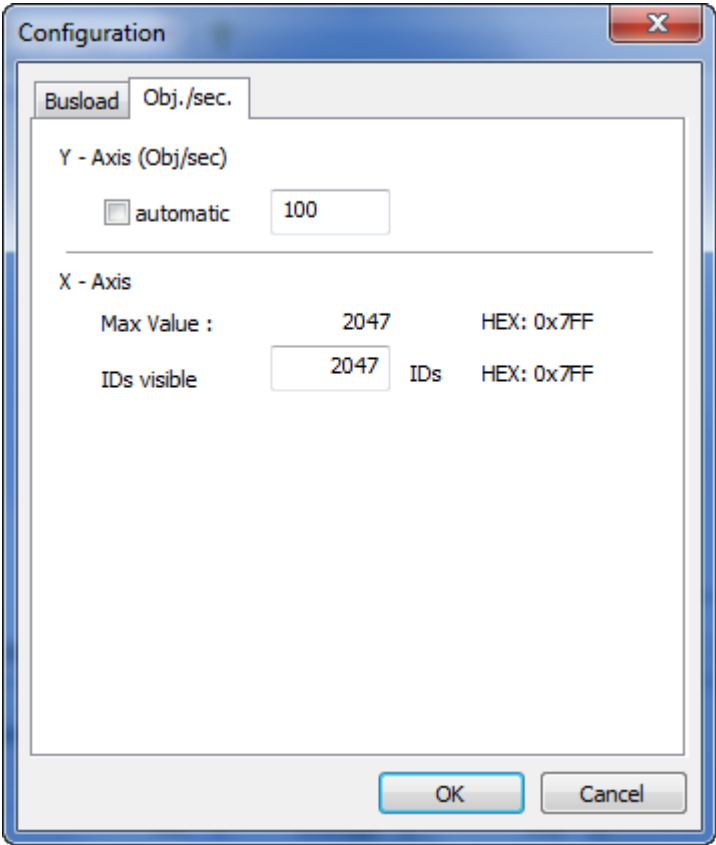 Configuration
Busload Obj./sec.
Y - Axis (Obj/sec)
automatic 100
X - Axis
Max Value : 2047 HEX: 0x7FF
IDs visible 2047 IDs HEX: 0x7FF
OK Cancel